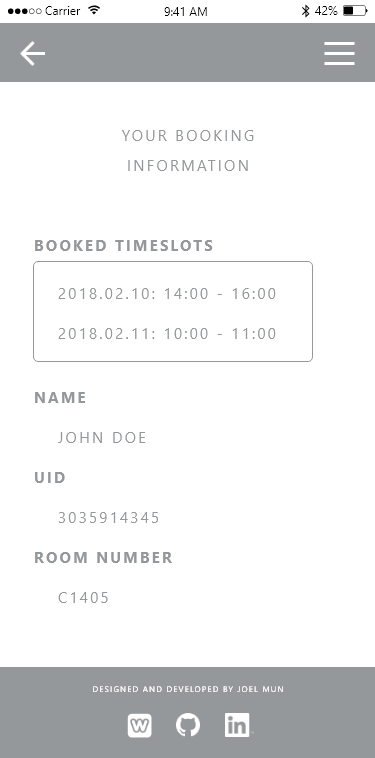 Carrier
9:41 AM
42%
YOUR BOOKING
INFORMATION
BOOKED TIMESLOTS
2018.02.10: 14:00 - 16:00
2018.02.11: 10:00 - 11:00
NAME
JOHN DOE
UID
3035914345
ROOM NUMBER
C1405
DESIGNED AND DEVELOPED BY JOEL MUN
W
in